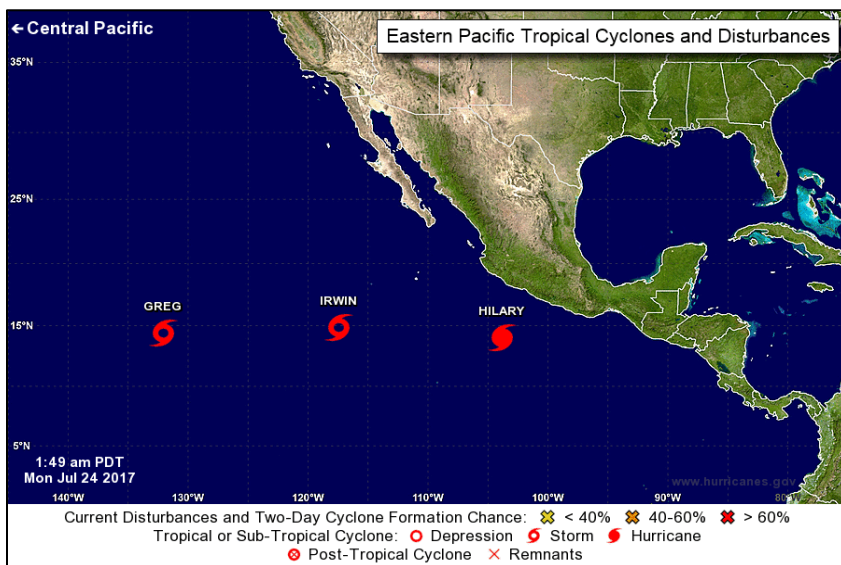 ← Central Pacific
Eastern Pacific Tropical Cyclones and Disturbances
35°N
25°N
GREG
IRWIN
HILARY
15°N
5°N
1:49 am PDT
Mon Jul 24 2017
www.hurricanes.gov
140°W 130°W 120°W 110°W 100°W 90°W 80°W
Current Disturbances and Two-Day Cyclone Formation Chance: < 40% 40-60% > 60%
Tropical or Sub-Tropical Cyclone: Depression Storm Hurricane
Post-Tropical Cyclone Remnants